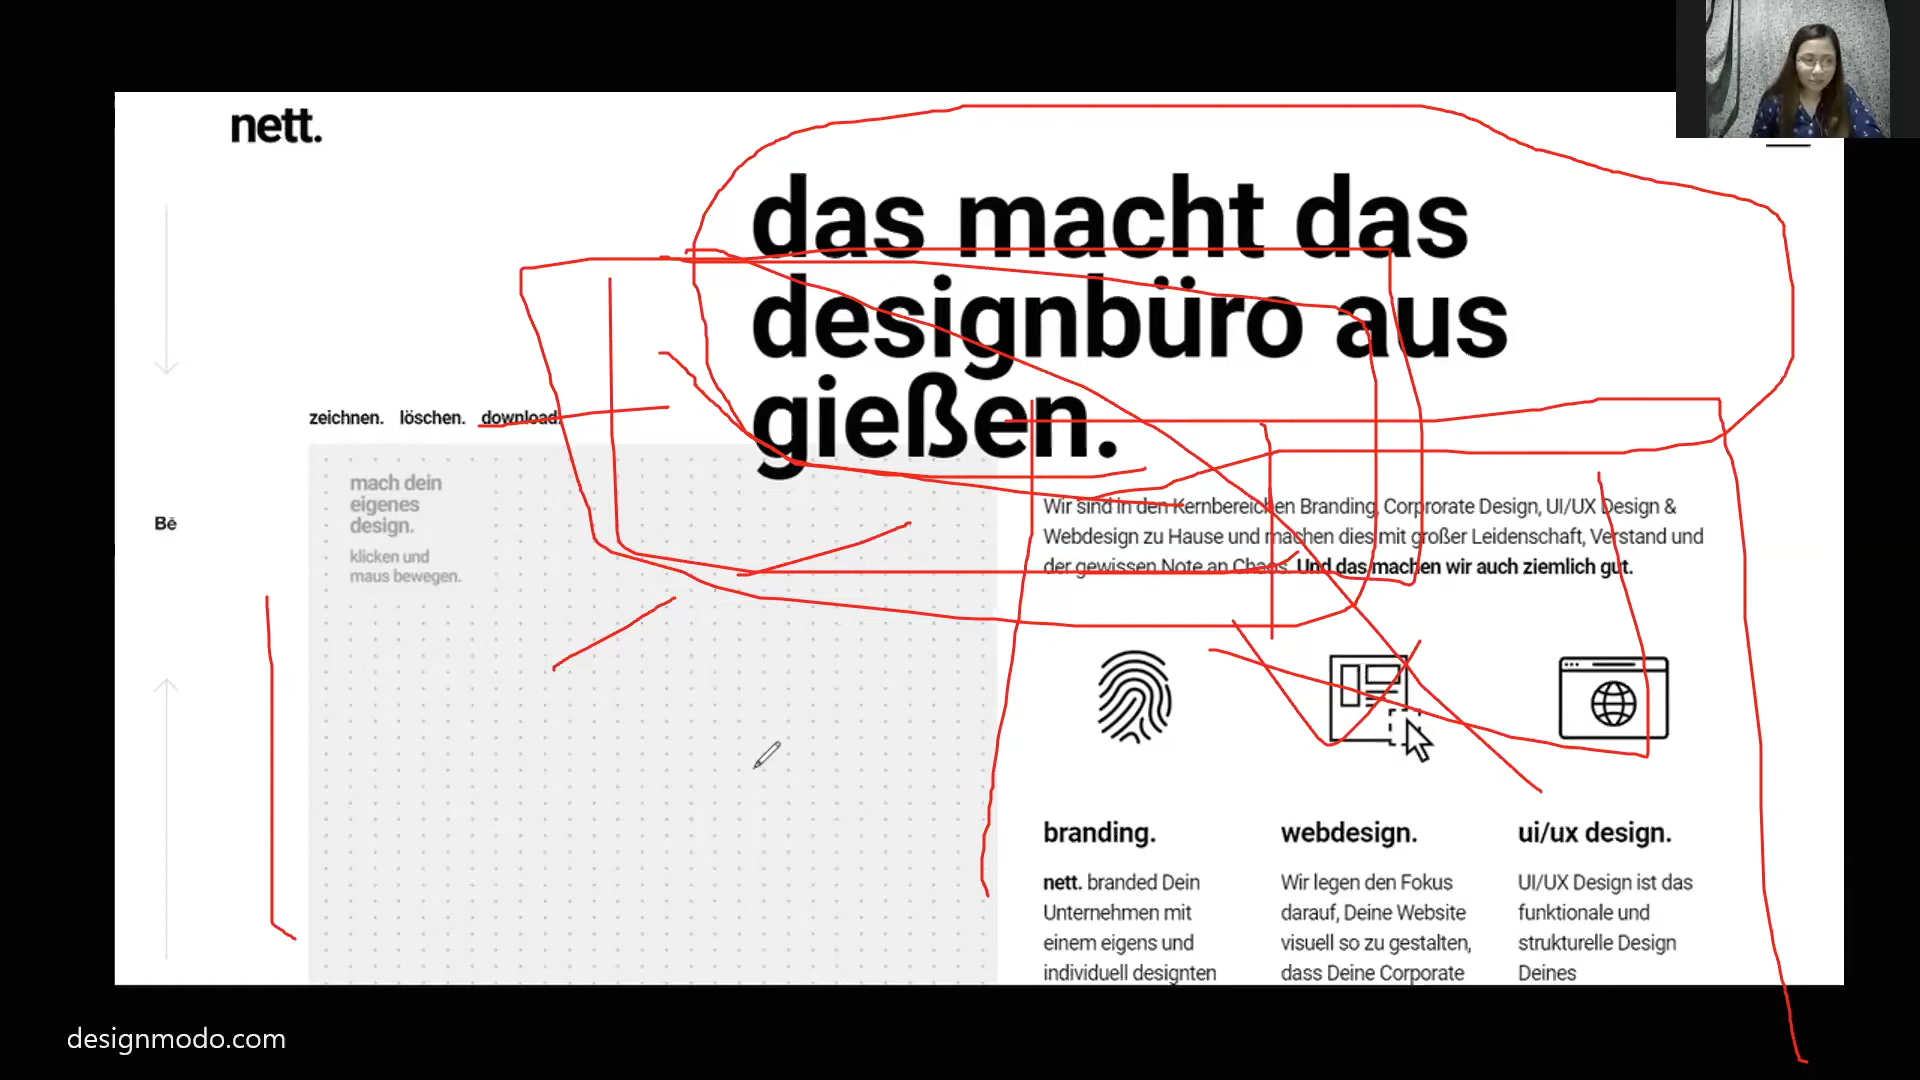 nett.
das macht das
designbüro aus
gießen.
zeichnen. löschen. download.
mach dein
eigenes
design.
klicken und
maus bewegen.
Bē
Wir sind in den Kernbereichen Branding, Corprorate Design, UI/UX Design &
Webdesign zu Hause und machen dies mit großer Leidenschaft, Verstand und
der gewissen Note an Chaos. Und das machen wir auch ziemlich gut.
branding.
nett. branded Dein
Unternehmen mit
einem eigens und
individuell designten
webdesign.
Wir legen den Fokus
darauf, Deine Website
visuell so zu gestalten,
dass Deine Corporate
ui/ux design.
UI/UX Design ist das
funktionale und
strukturelle Design
Deines
designmodo.com